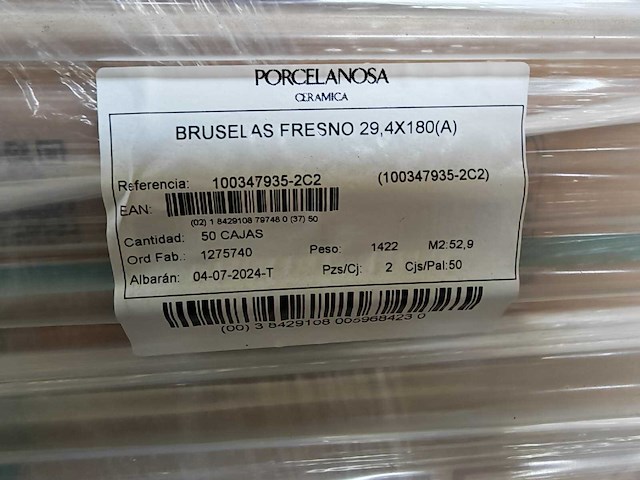 PORCELANOSA
CERAMICA
BRUSELAS FRESNO 29,4X180(A)
Referencia: 100347935-2C2 (100347935-2C2)
EAN:
(02) 1 8429108 79748 0 (37) 50
Cantidad: 50 CAJAS
Ord Fab.: 1275740 Peso: 1422 M2:52,9
Albarán: 04-07-2024-T Pzs/Cj: 2 Cjs/Pal:50
(00) 3 8429108 005968423 0